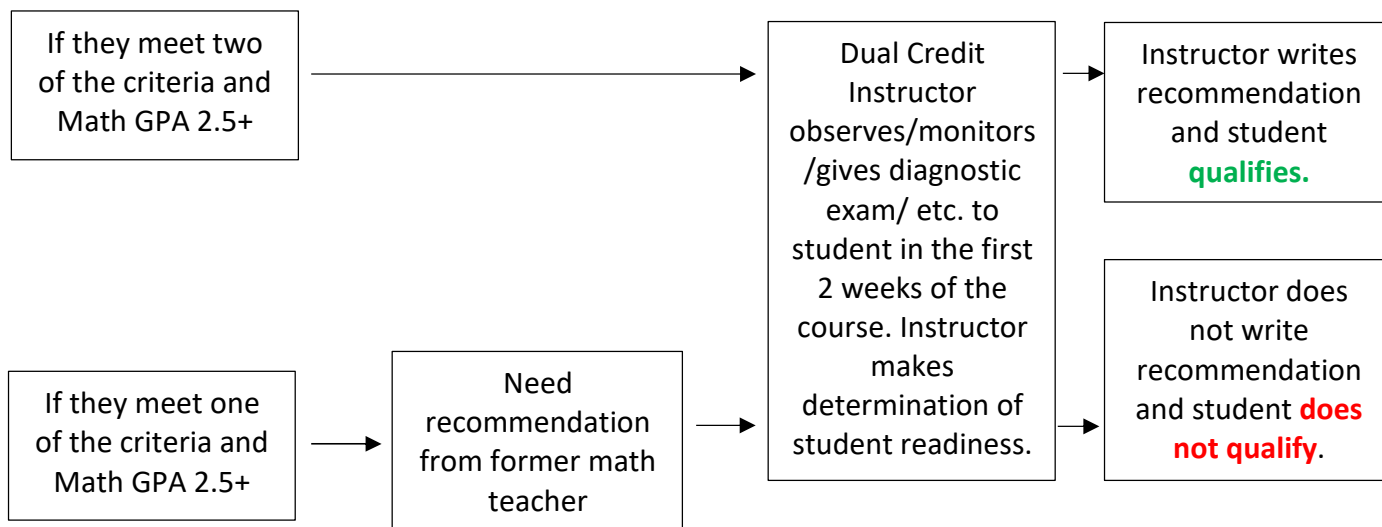 If they meet two
of the criteria and
Math GPA 2.5+
Dual Credit
Instructor
observes/monitors
/gives diagnostic
exam/ etc. to
student in the first
2 weeks of the
course. Instructor
makes
determination of
student readiness.
Instructor writes
recommendation
and student
qualifies.
If they meet one
of the criteria and
Math GPA 2.5+
Need
recommendation
from former math
teacher
Instructor does
not write
recommendation
and student does
not qualify.